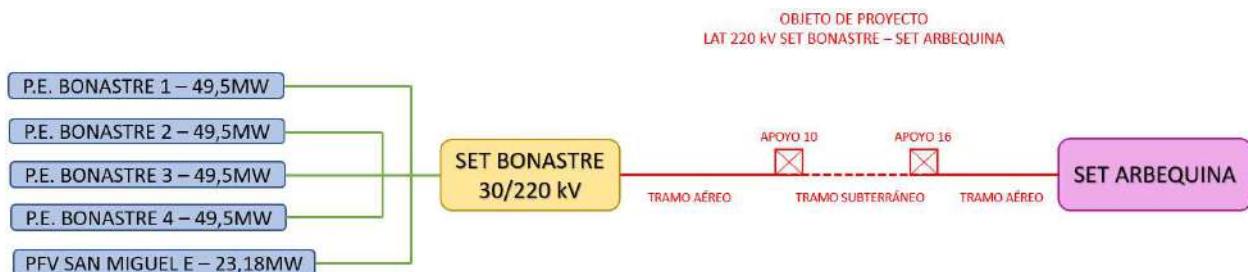 OBJETO DE PROYECTO
LAT 220 kV SET BONASTRE – SET ARBEQUINA
P.E. BONASTRE 1 – 49,5MW
P.E. BONASTRE 2 – 49,5MW
P.E. BONASTRE 3 – 49,5MW
P.E. BONASTRE 4 – 49,5MW
PFV SAN MIGUEL E – 23,18MW
SET BONASTRE
30/220 kV
APOYO 10
APOYO 16
TRAMO AÉREO
TRAMO SUBTERRÁNEO
TRAMO AÉREO
SET ARBEQUINA